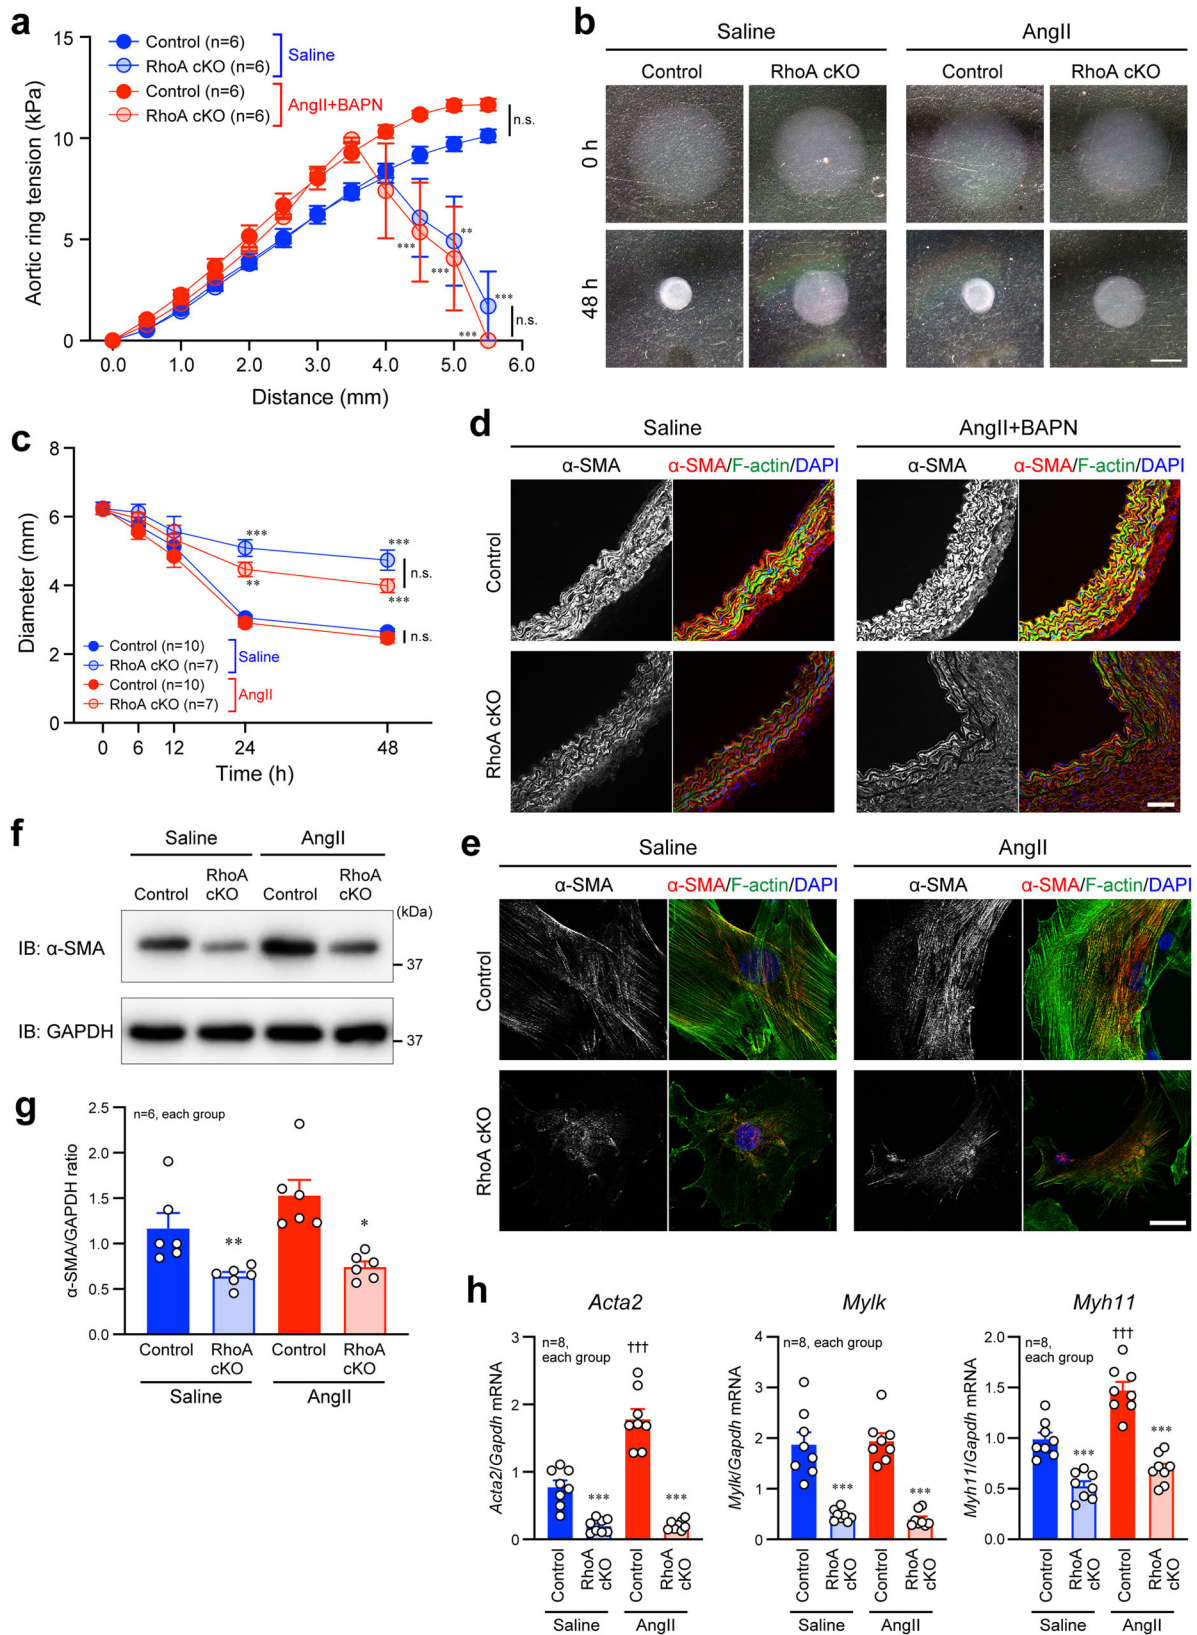 a
15
10
5
0
Aortic ring tension (kPa)
Control (n=6)
RhoA cKO (n=6)
Saline
Control (n=6)
RhoA cKO (n=6)
AngII+BAPN
n.s.
**
***
***
***
n.s.
***
0.0 1.0 2.0 3.0 4.0 5.0 6.0
Distance (mm)
b
Saline AngII
Control RhoA cKO Control RhoA cKO
0 h
48 h
c
8
6
4
2
0
Diameter (mm)
***
***
n.s.
**
***
n.s.
Control (n=10)
RhoA cKO (n=7)
Saline
Control (n=10)
RhoA cKO (n=7)
AngII
0 6 12 24 48
Time (h)
d
Saline AngII+BAPN
α-SMA α-SMA/F-actin/DAPI α-SMA α-SMA/F-actin/DAPI
Control
RhoA cKO
e
Saline AngII
α-SMA α-SMA/F-actin/DAPI α-SMA α-SMA/F-actin/DAPI
Control
RhoA cKO
f
Saline AngII
Control RhoA cKO Control RhoA cKO
(kDa)
IB: α-SMA
37
IB: GAPDH
37
g
n=6, each group
2.5
2.0
1.5
1.0
0.5
0.0
α-SMA/GAPDH ratio
**
*
Control RhoA cKO Control RhoA cKO
Saline AngII
h
Acta2
3
2
1
0
Acta2/Gapdh mRNA
n=8,
each group
***
†††
***
Control RhoA cKO Control RhoA cKO
Saline AngII
Mylk
4
3
2
1
0
Mylk/Gapdh mRNA
n=8, each group
***
***
Control RhoA cKO Control RhoA cKO
Saline AngII
Myh11
2.0
1.5
1.0
0.5
0.0
Myh11/Gapdh mRNA
n=8,
each group
***
†††
***
Control RhoA cKO Control RhoA cKO
Saline AngII